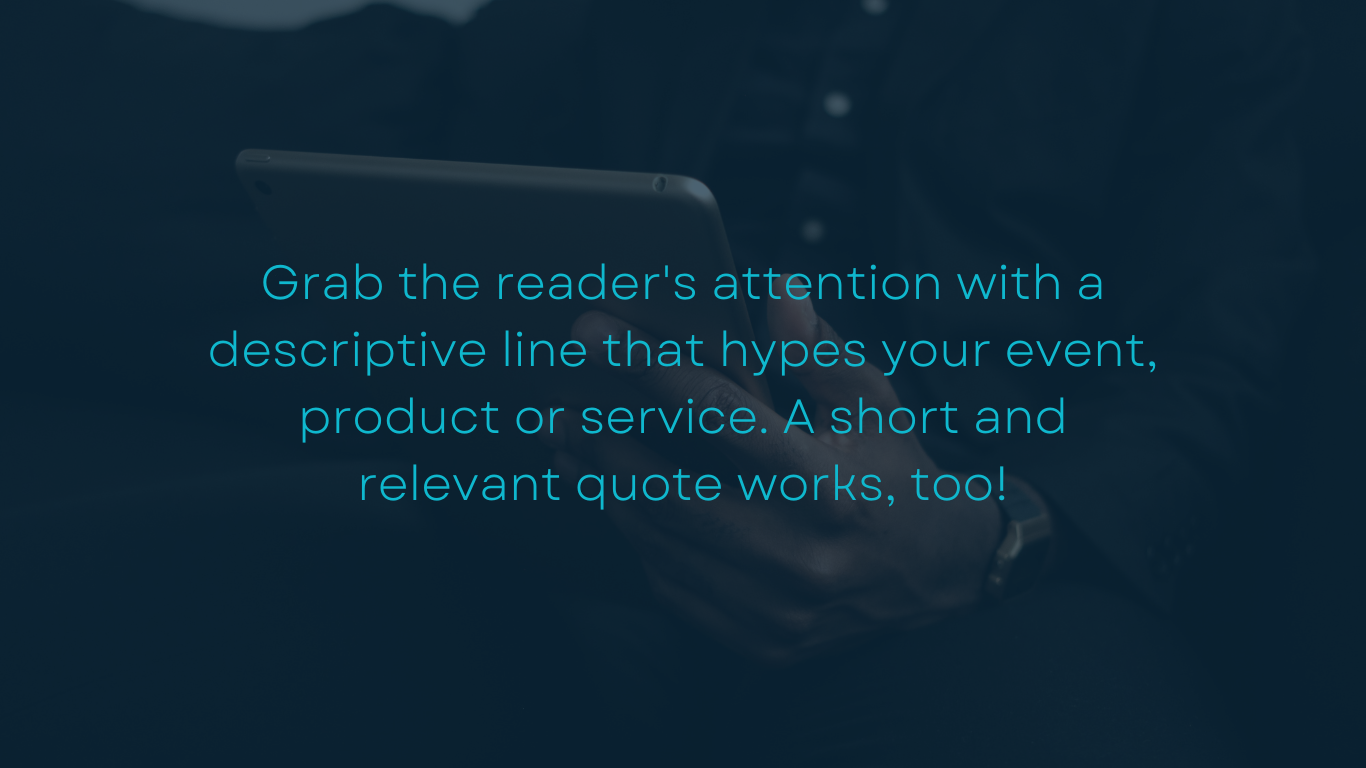 Grab the reader's attention with a
descriptive line that hypes your event,
product or service. A short and
relevant quote works, too!